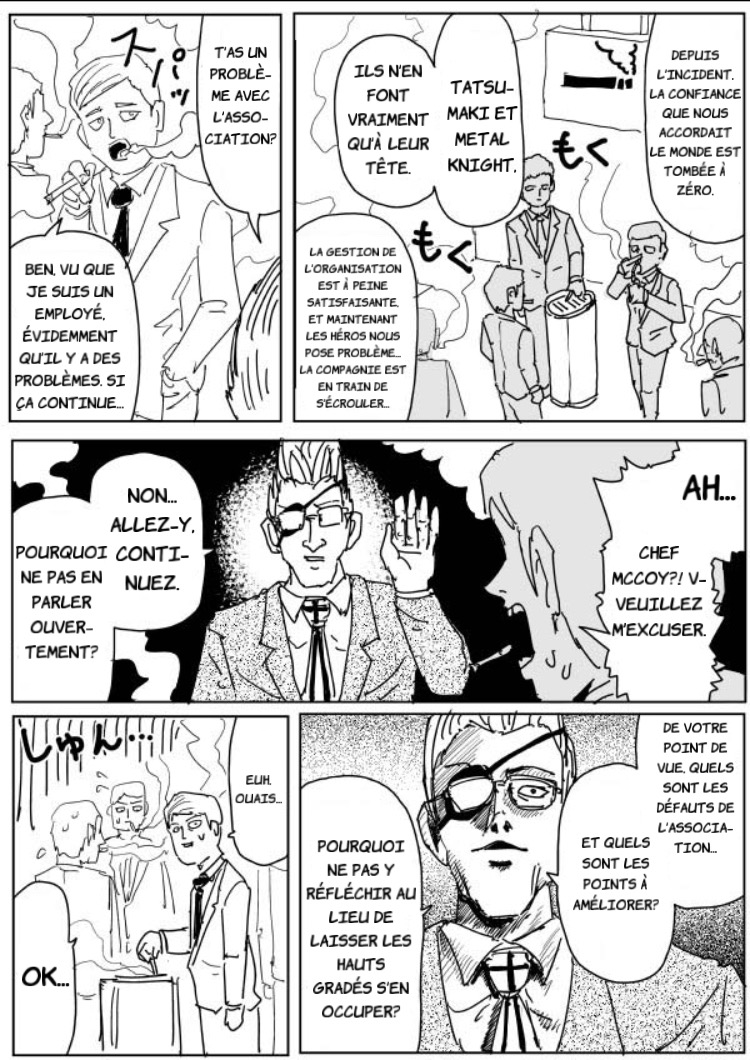 DEPUIS
L'INCIDENT,
LA CONFIANCE
QUE NOUS
ACCORDAIT
LE MONDE EST
TOMBÉE À
ZÉRO.
TATSU-
MAKI ET
METAL
KNIGHT,
ILS N'EN
FONT
VRAIMENT
QU'À LEUR
TÊTE.
もく
もく
LA GESTION DE
L'ORGANISATION
EST À PEINE
SATISFAISANTE,
ET MAINTENANT
LES HÉROS NOUS
POSE PROBLÈME...
LA COMPAGNIE EST
EN TRAIN DE
S'ÉCROULER...
T'AS UN
PROBLÈ-
ME AVEC
L'ASSO-
CIATION?
スパッ
BEN, VU QUE
JE SUIS UN
EMPLOYÉ,
ÉVIDEMMENT
QU'IL Y A DES
PROBLÈMES. SI
ÇA CONTINUE...
AH...
CHEF
MCCOY?! V-
VEUILLEZ
M'EXCUSER.
NON...
ALLEZ-Y,
CONTI-
NUEZ.
POURQUOI
NE PAS EN
PARLER
OUVER-
TEMENT?
DE VOTRE
POINT DE
VUE, QUELS
SONT LES
DÉFAUTS DE
L'ASSOCIA-
TION...
ET QUELS
SONT LES
POINTS À
AMÉLIORER?
POURQUOI
NE PAS Y
RÉFLÉCHIR AU
LIEU DE
LAISSER LES
HAUTS
GRADÉS S'EN
OCCUPER?
しゅん...
EUH,
OUAIS...
OK...